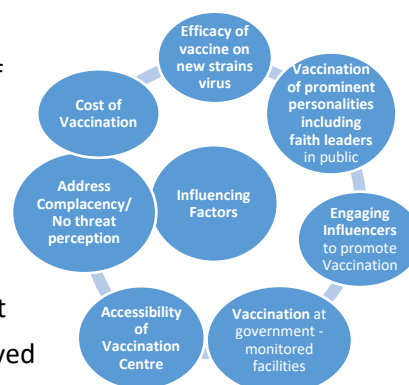 Efficacy of
vaccine on
new strains
virus
Vaccination
of prominent
personalities
including
faith leaders
in public
Engaging
Influencers
to promote
Vaccination
Vaccination at
government -
monitored
facilities
Accessibility
of
Vaccination
Centre
Address
Complacency/
No threat
perception
Cost of
Vaccination
Influencing
Factors